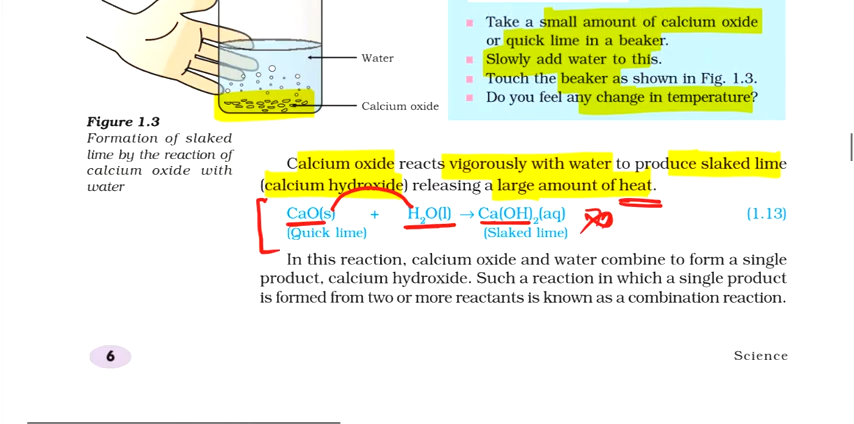 Take a small amount of calcium oxide
or quick lime in a beaker.
Slowly add water to this.
Touch the beaker as shown in Fig. 1.3.
Do you feel any change in temperature?
Water
Calcium oxide
Figure 1.3
Formation of slaked
lime by the reaction of
calcium oxide with
water
Calcium oxide reacts vigorously with water to produce slaked lime
(calcium hydroxide) releasing a large amount of heat.
CaO(s) + H₂O(l) → Ca(OH)₂(aq) (1.13)
(Quick lime) (Slaked lime)
In this reaction, calcium oxide and water combine to form a single
product, calcium hydroxide. Such a reaction in which a single product
is formed from two or more reactants is known as a combination reaction.
6 Science